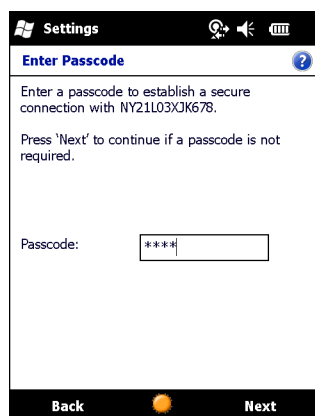 Settings
Enter Passcode
?
Enter a passcode to establish a secure
connection with NY21L03XJK678.
Press 'Next' to continue if a passcode is not
required.
Passcode: ****
Back Next